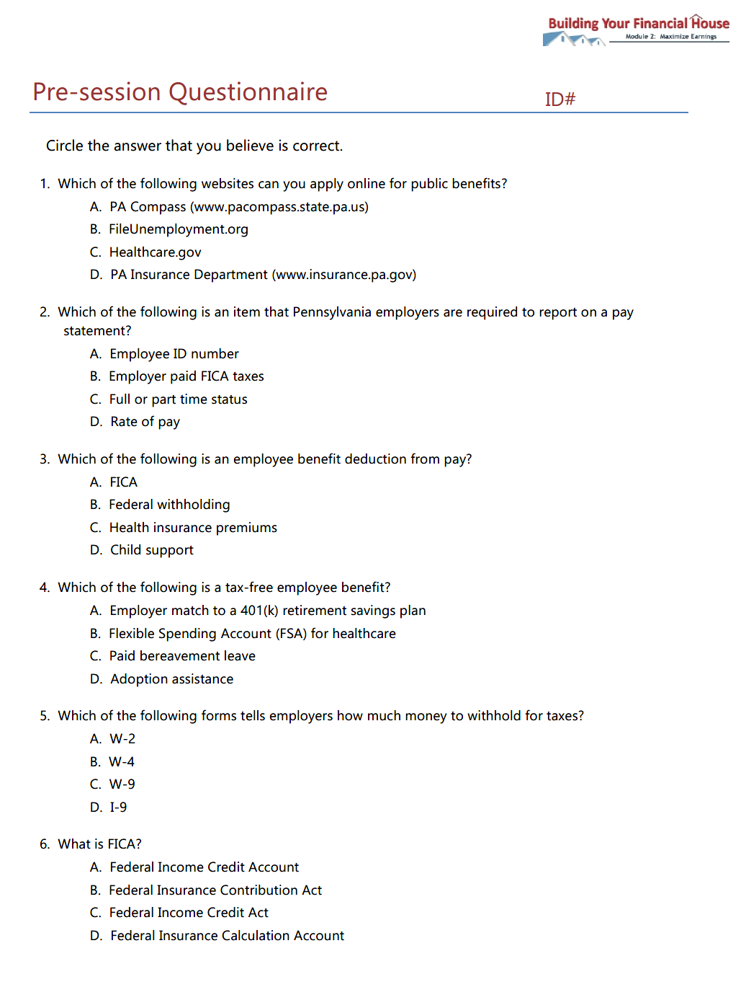 Building Your Financial House
Module 2: Maximize Earnings
Pre-session Questionnaire
ID#
Circle the answer that you believe is correct.
1. Which of the following websites can you apply online for public benefits?
A. PA Compass (www.pacompass.state.pa.us)
B. FileUnemployment.org
C. Healthcare.gov
D. PA Insurance Department (www.insurance.pa.gov)
2. Which of the following is an item that Pennsylvania employers are required to report on a pay
statement?
A. Employee ID number
B. Employer paid FICA taxes
C. Full or part time status
D. Rate of pay
3. Which of the following is an employee benefit deduction from pay?
A. FICA
B. Federal withholding
C. Health insurance premiums
D. Child support
4. Which of the following is a tax-free employee benefit?
A. Employer match to a 401(k) retirement savings plan
B. Flexible Spending Account (FSA) for healthcare
C. Paid bereavement leave
D. Adoption assistance
5. Which of the following forms tells employers how much money to withhold for taxes?
A. W-2
B. W-4
C. W-9
D. I-9
6. What is FICA?
A. Federal Income Credit Account
B. Federal Insurance Contribution Act
C. Federal Income Credit Act
D. Federal Insurance Calculation Account